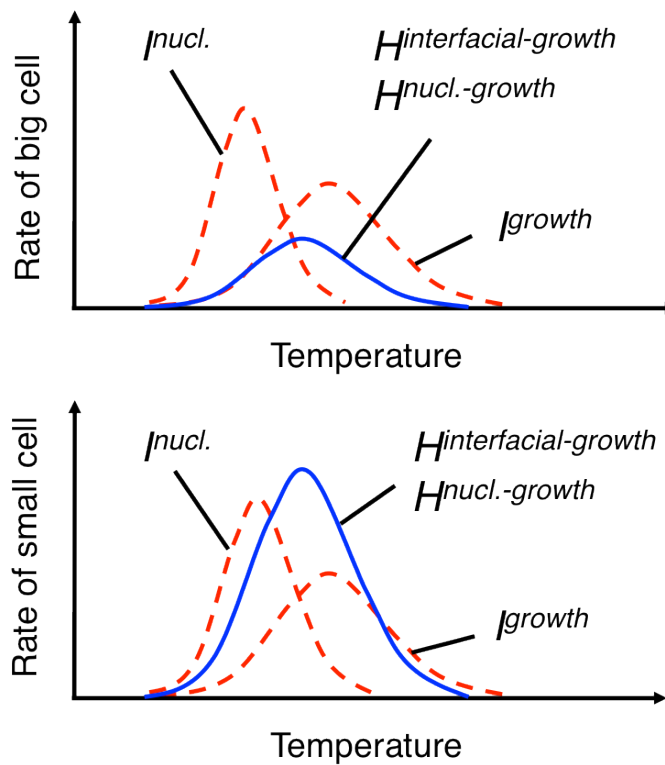 Rate of big cell
I^nucl.
H^interfacial-growth
H^nucl.-growth
I^growth
Temperature
Rate of small cell
I^nucl.
H^interfacial-growth
H^nucl.-growth
I^growth
Temperature